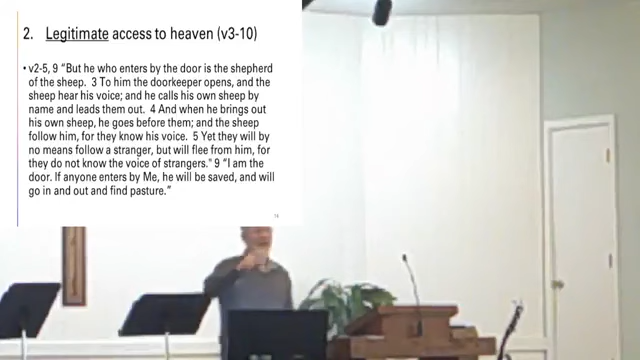 2. Legitimate access to heaven (v3-10)
• v2-5, 9 “But he who enters by the door is the shepherd
of the sheep. 3 To him the doorkeeper opens, and the
sheep hear his voice; and he calls his own sheep by
name and leads them out. 4 And when he brings out
his own sheep, he goes before them; and the sheep
follow him, for they know his voice. 5 Yet they will by
no means follow a stranger, but will flee from him, for
they do not know the voice of strangers." 9 “I am the
door. If anyone enters by Me, he will be saved, and will
go in and out and find pasture.”
14